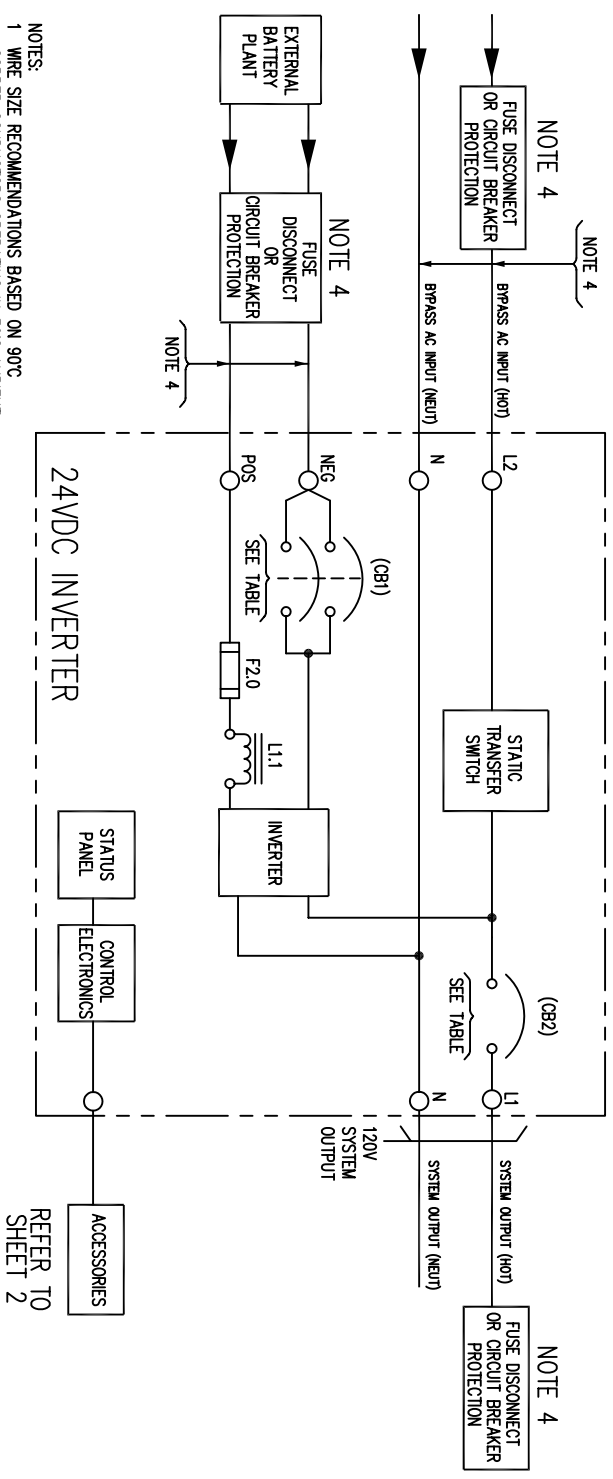 NOTE 4
FUSE DISCONNECT
OR CIRCUIT BREAKER
PROTECTION
NOTE 4
BYPASS AC INPUT (HOT)
BYPASS AC INPUT (NEUT)
L2
N
STATIC
TRANSFER
SWITCH
(CB2)
SEE TABLE
L1
N
SYSTEM OUTPUT (HOT)
SYSTEM OUTPUT (NEUT)
120V
SYSTEM
OUTPUT
NOTE 4
FUSE DISCONNECT
OR CIRCUIT BREAKER
PROTECTION
EXTERNAL
BATTERY
PLANT
NOTE 4
FUSE
DISCONNECT
OR
CIRCUIT BREAKER
PROTECTION
NOTE 4
NEG
POS
(CB1)
SEE TABLE
F2.0
L1.1
INVERTER
24VDC INVERTER
STATUS
PANEL
CONTROL
ELECTRONICS
ACCESSORIES
REFER TO
SHEET 2
NOTES:
1 WIRE SIZE RECOMMENDATIONS BASED ON 90°C